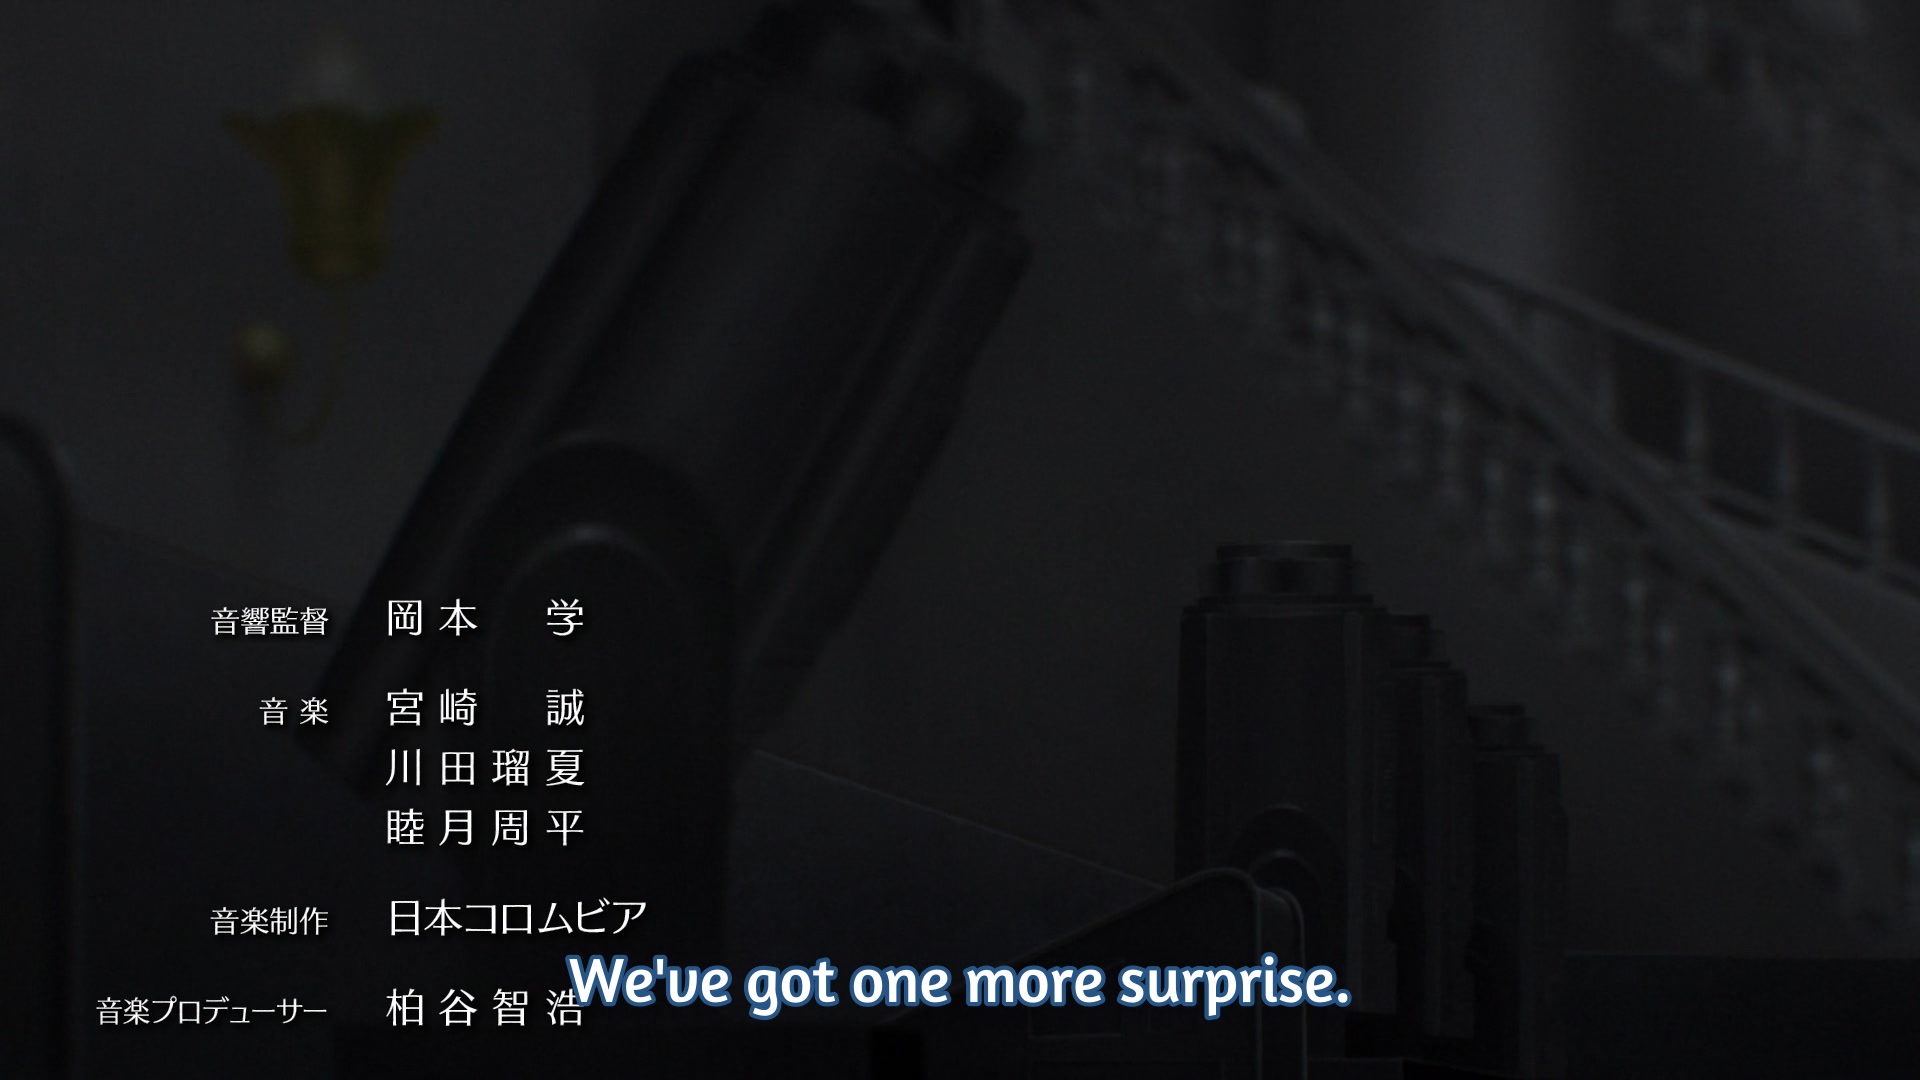 音響監督 岡本 学
音楽 宮崎 誠
川田瑠夏
睦月周平
音楽制作 日本コロムビア
音楽プロデューサー 柏谷智浩
We've got one more surprise.